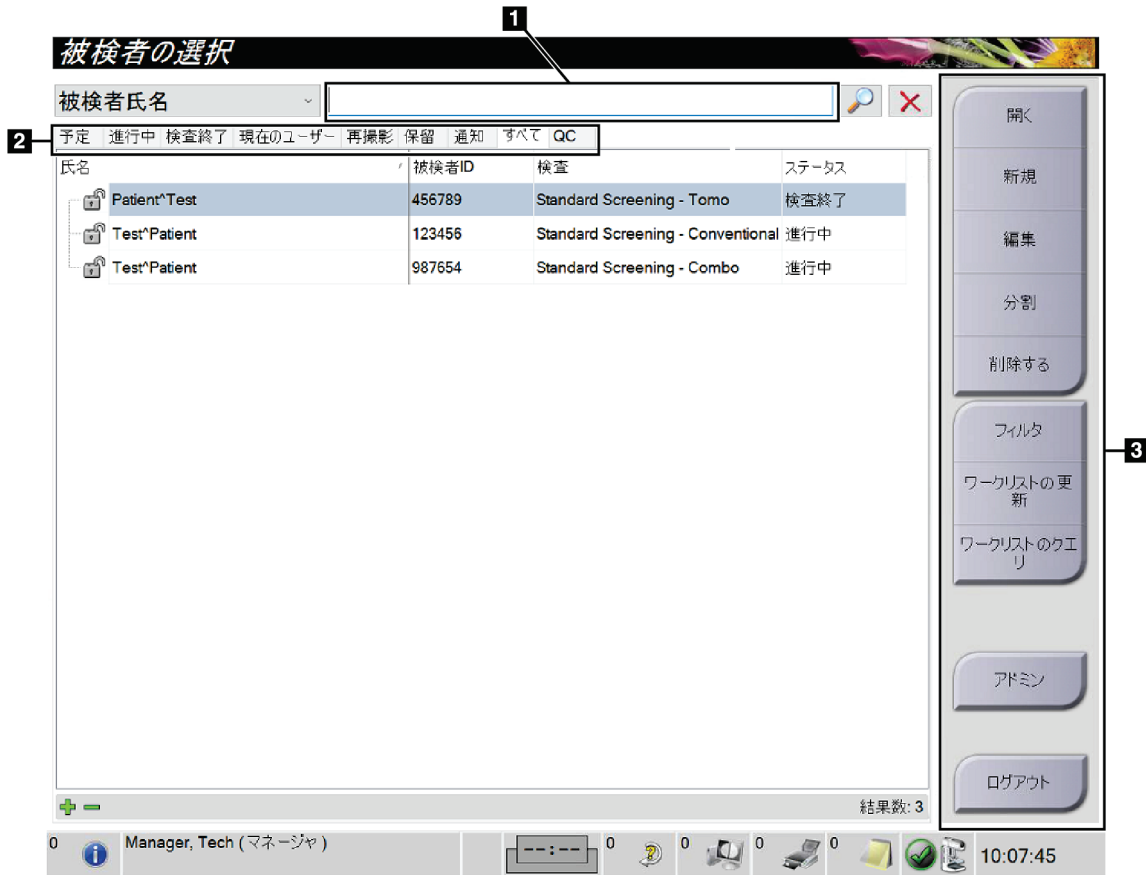 1
被検者の選択
被検者氏名
2
予定 進行中 検査終了 現在のユーザー 再撮影 保留 通知 すべて QC
氏名 被検者ID 検査 ステータス
Patient^Test 456789 Standard Screening - Tomo 検査終了
Test^Patient 123456 Standard Screening - Conventional 進行中
Test^Patient 987654 Standard Screening - Combo 進行中
開く
新規
編集
分割
削除する
フィルタ
3
ワークリストの更
新
ワークリストのクエ
リ
アドミン
ログアウト
結果数: 3
0 Manager, Tech (マネージャ) --:-- 0 0 0 0 10:07:45